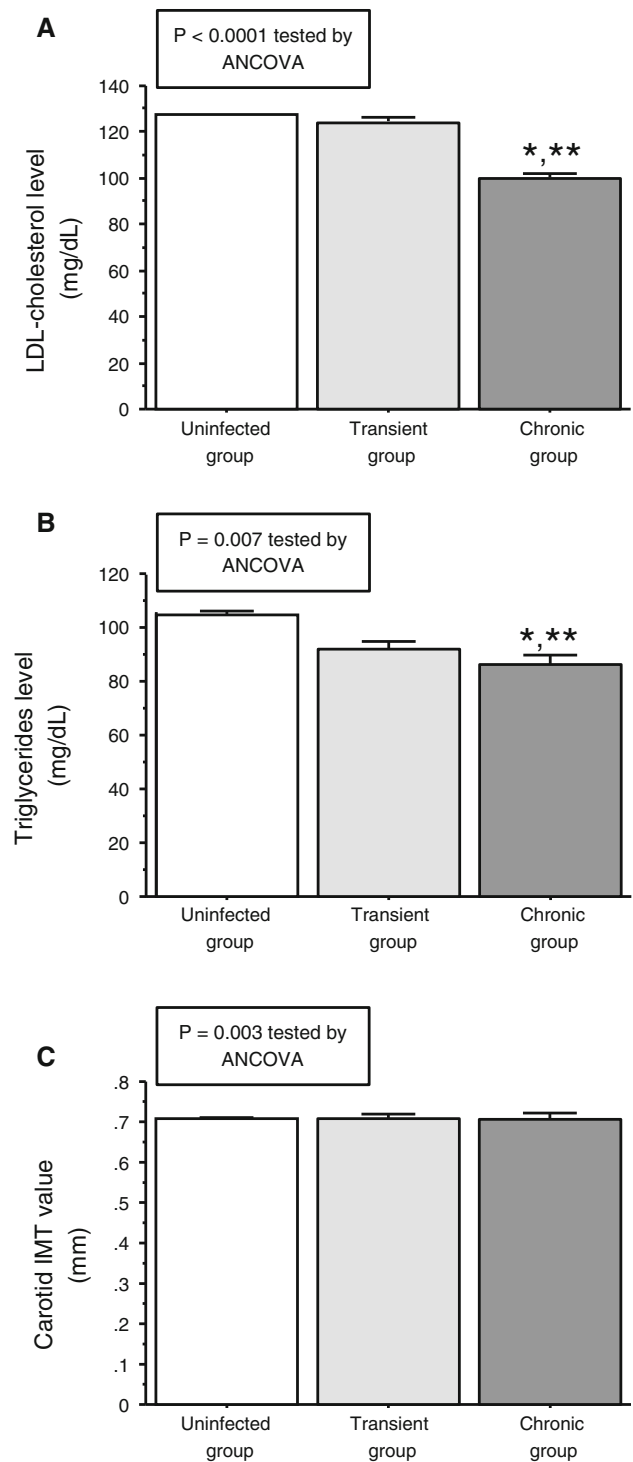 A
P < 0.0001 tested by
ANCOVA
LDL-cholesterol level
(mg/dL)
140
120
100
80
60
40
20
0
*,**
Uninfected
group
Transient
group
Chronic
group
B
P = 0.007 tested by
ANCOVA
Triglycerides level
(mg/dL)
120
100
80
60
40
20
0
*,**
Uninfected
group
Transient
group
Chronic
group
C
P = 0.003 tested by
ANCOVA
Carotid IMT value
(mm)
.8
.7
.6
.5
.4
.3
.2
.1
0
Uninfected
group
Transient
group
Chronic
group